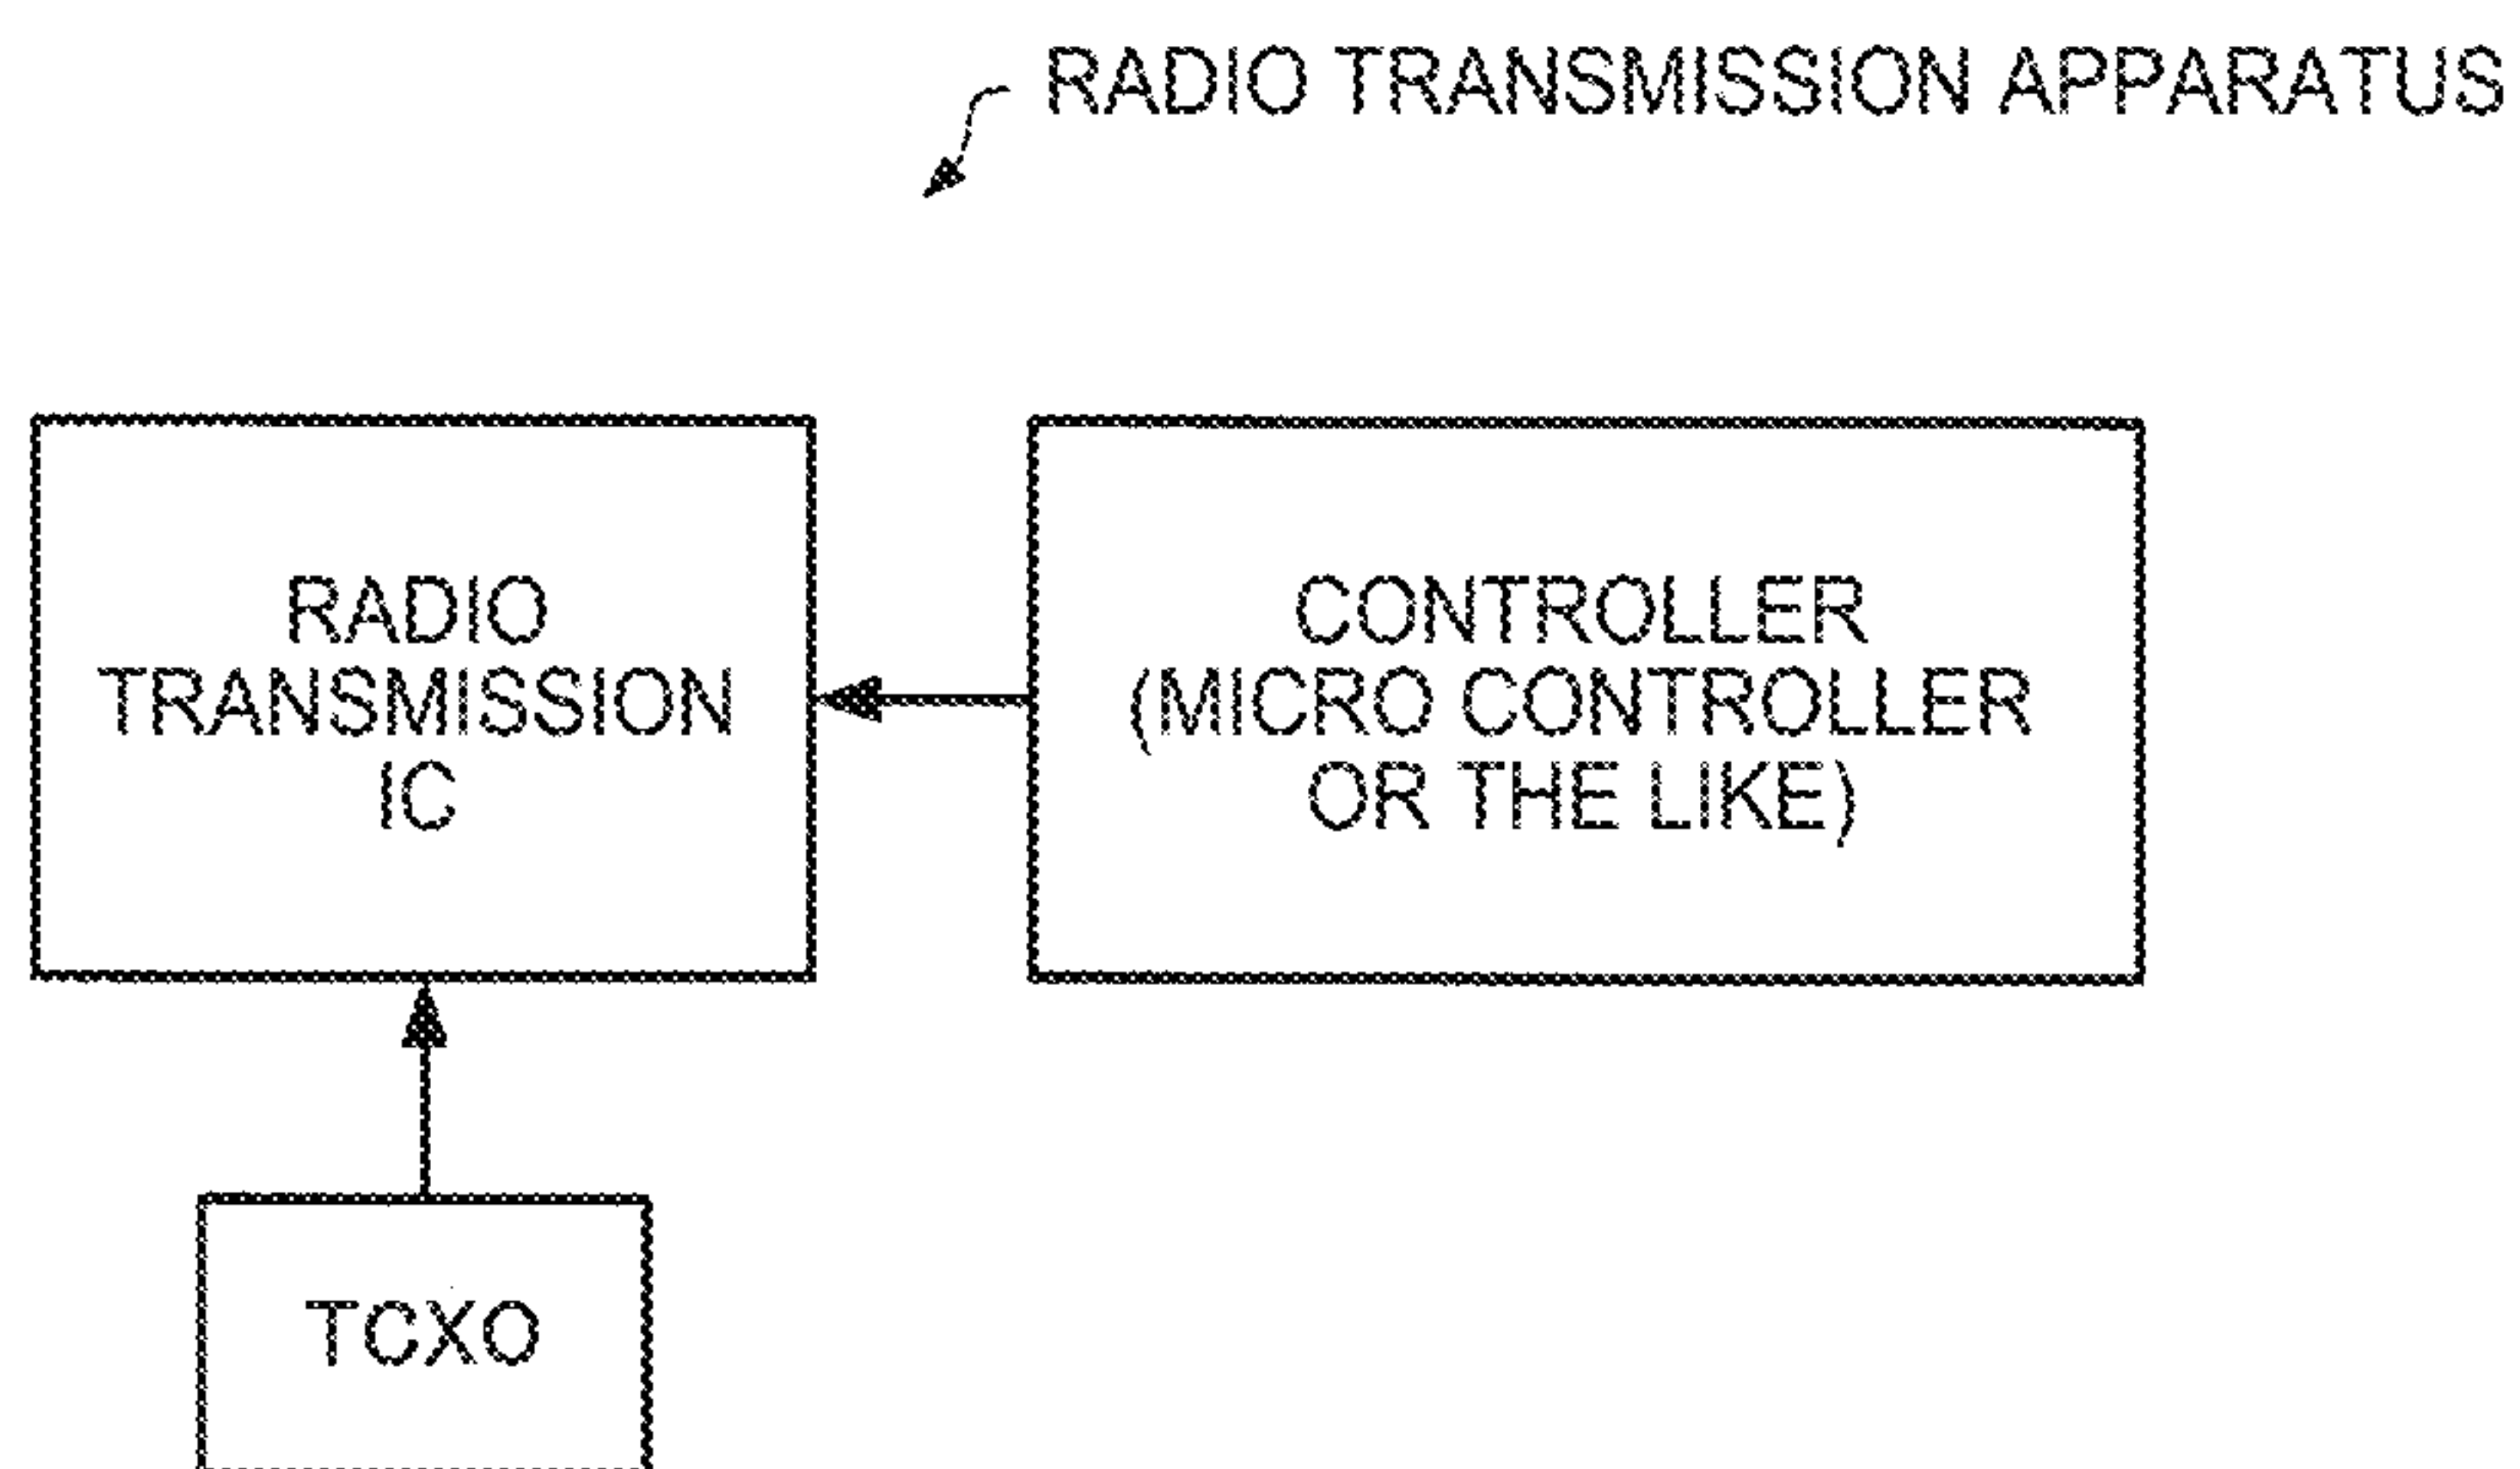 RADIO TRANSMISSION APPARATUS
RADIO
TRANSMISSION
IC
CONTROLLER
(MICRO CONTROLLER
OR THE LIKE)
TCXO